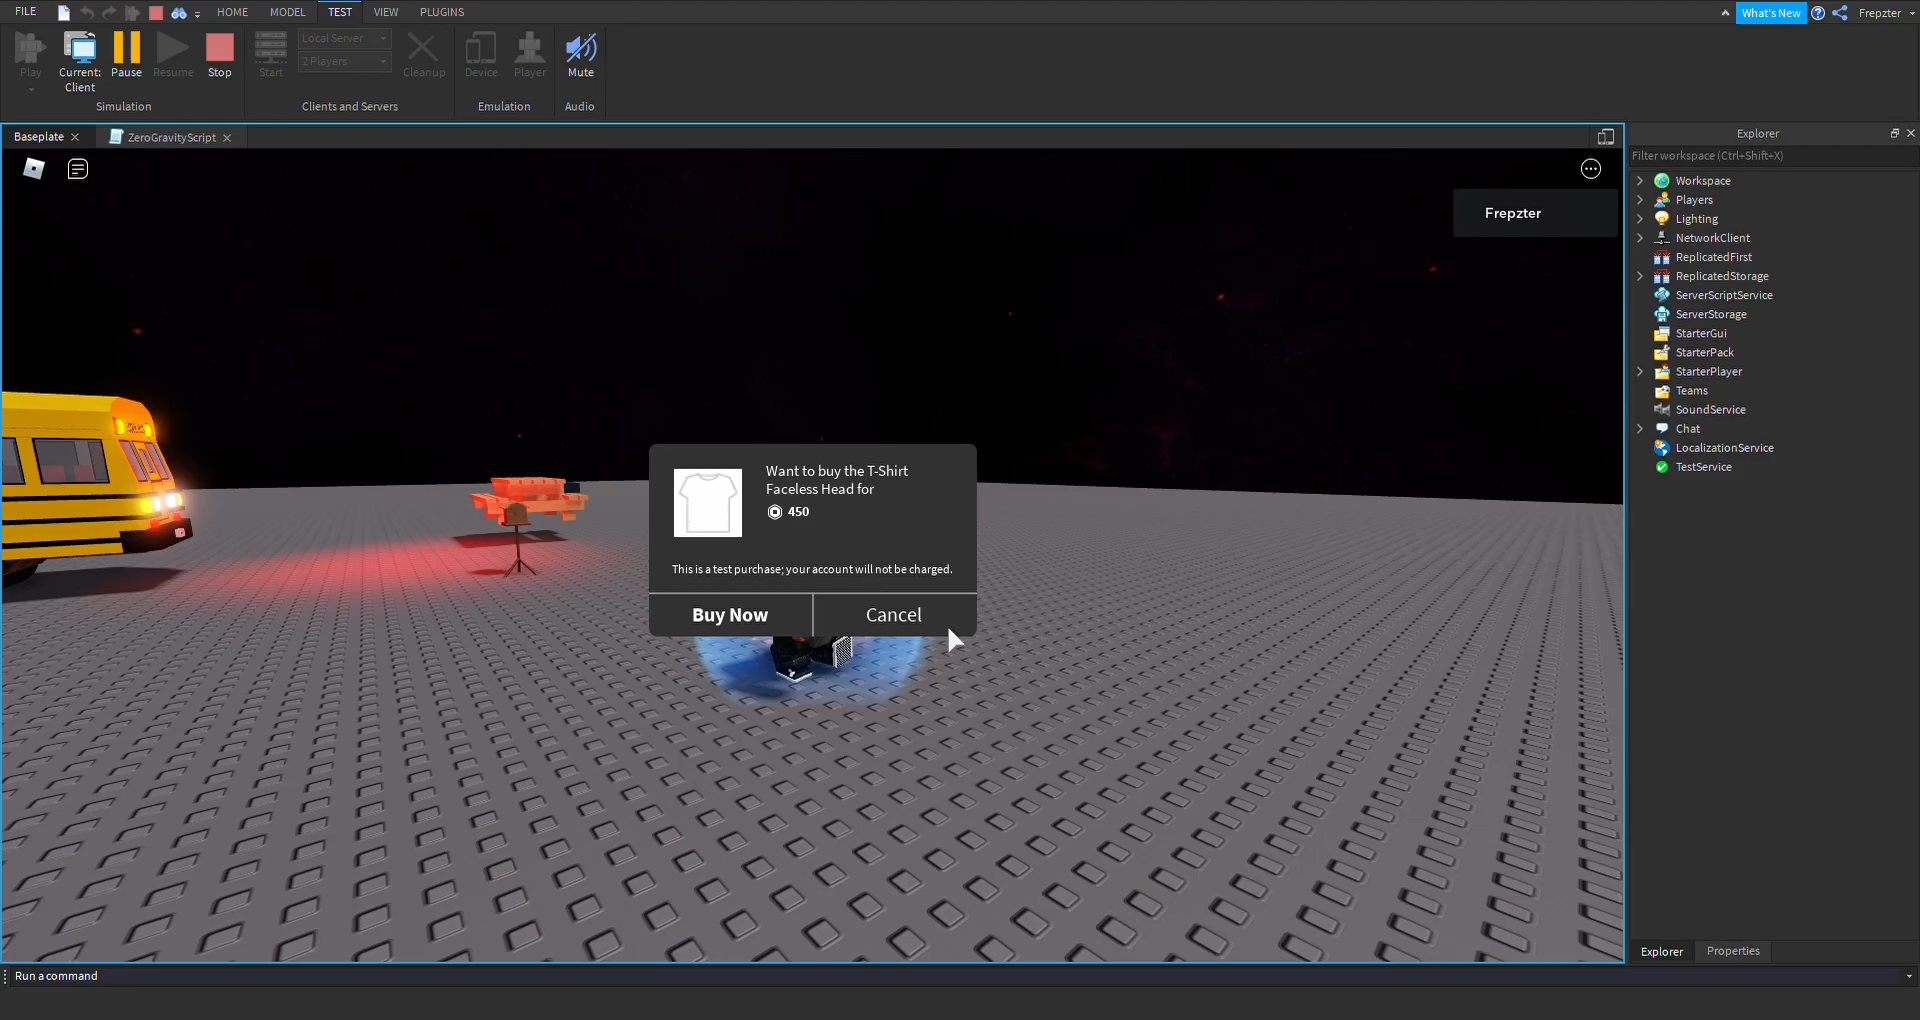 FILE
HOME
MODEL
TEST
VIEW
PLUGINS
What's New
Frepzter
Play
Current:
Client
Pause
Resume
Stop
Start
Local Server
2 Players
Cleanup
Device
Player
Mute
Simulation
Clients and Servers
Emulation
Audio
Baseplate
ZeroGravityScript
Explorer
Filter workspace (Ctrl+Shift+X)
Workspace
Players
Lighting
NetworkClient
ReplicatedFirst
ReplicatedStorage
ServerScriptService
ServerStorage
StarterGui
StarterPack
StarterPlayer
Teams
SoundService
Chat
LocalizationService
TestService
Frepzter
Want to buy the T-Shirt
Faceless Head for
450
This is a test purchase; your account will not be charged.
Buy Now
Cancel
Explorer
Properties
Run a command